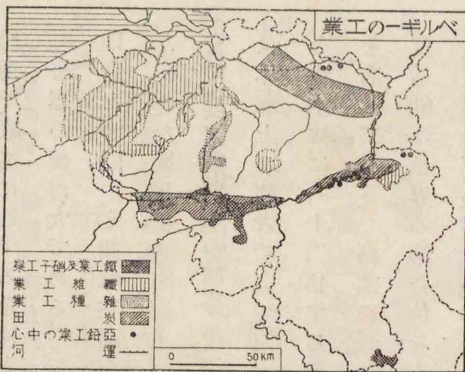 業工のーギルベ
業工子硝及業工鐵
業工維纖
業工種雜
田炭
心中の業工鉛亞
河運
0 50km